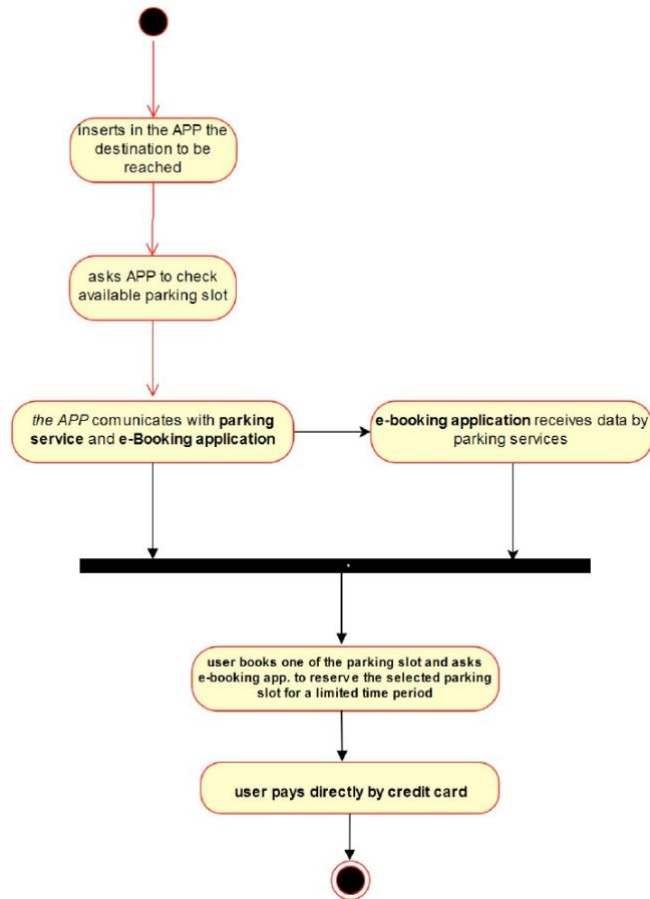 inserts in the APP the
destination to be
reached
asks APP to check
available parking slot
the APP comunicates with parking
service and e-Booking application
e-booking application receives data by
parking services
user books one of the parking slot and asks
e-booking app. to reserve the selected parking
slot for a limited time period
user pays directly by credit card